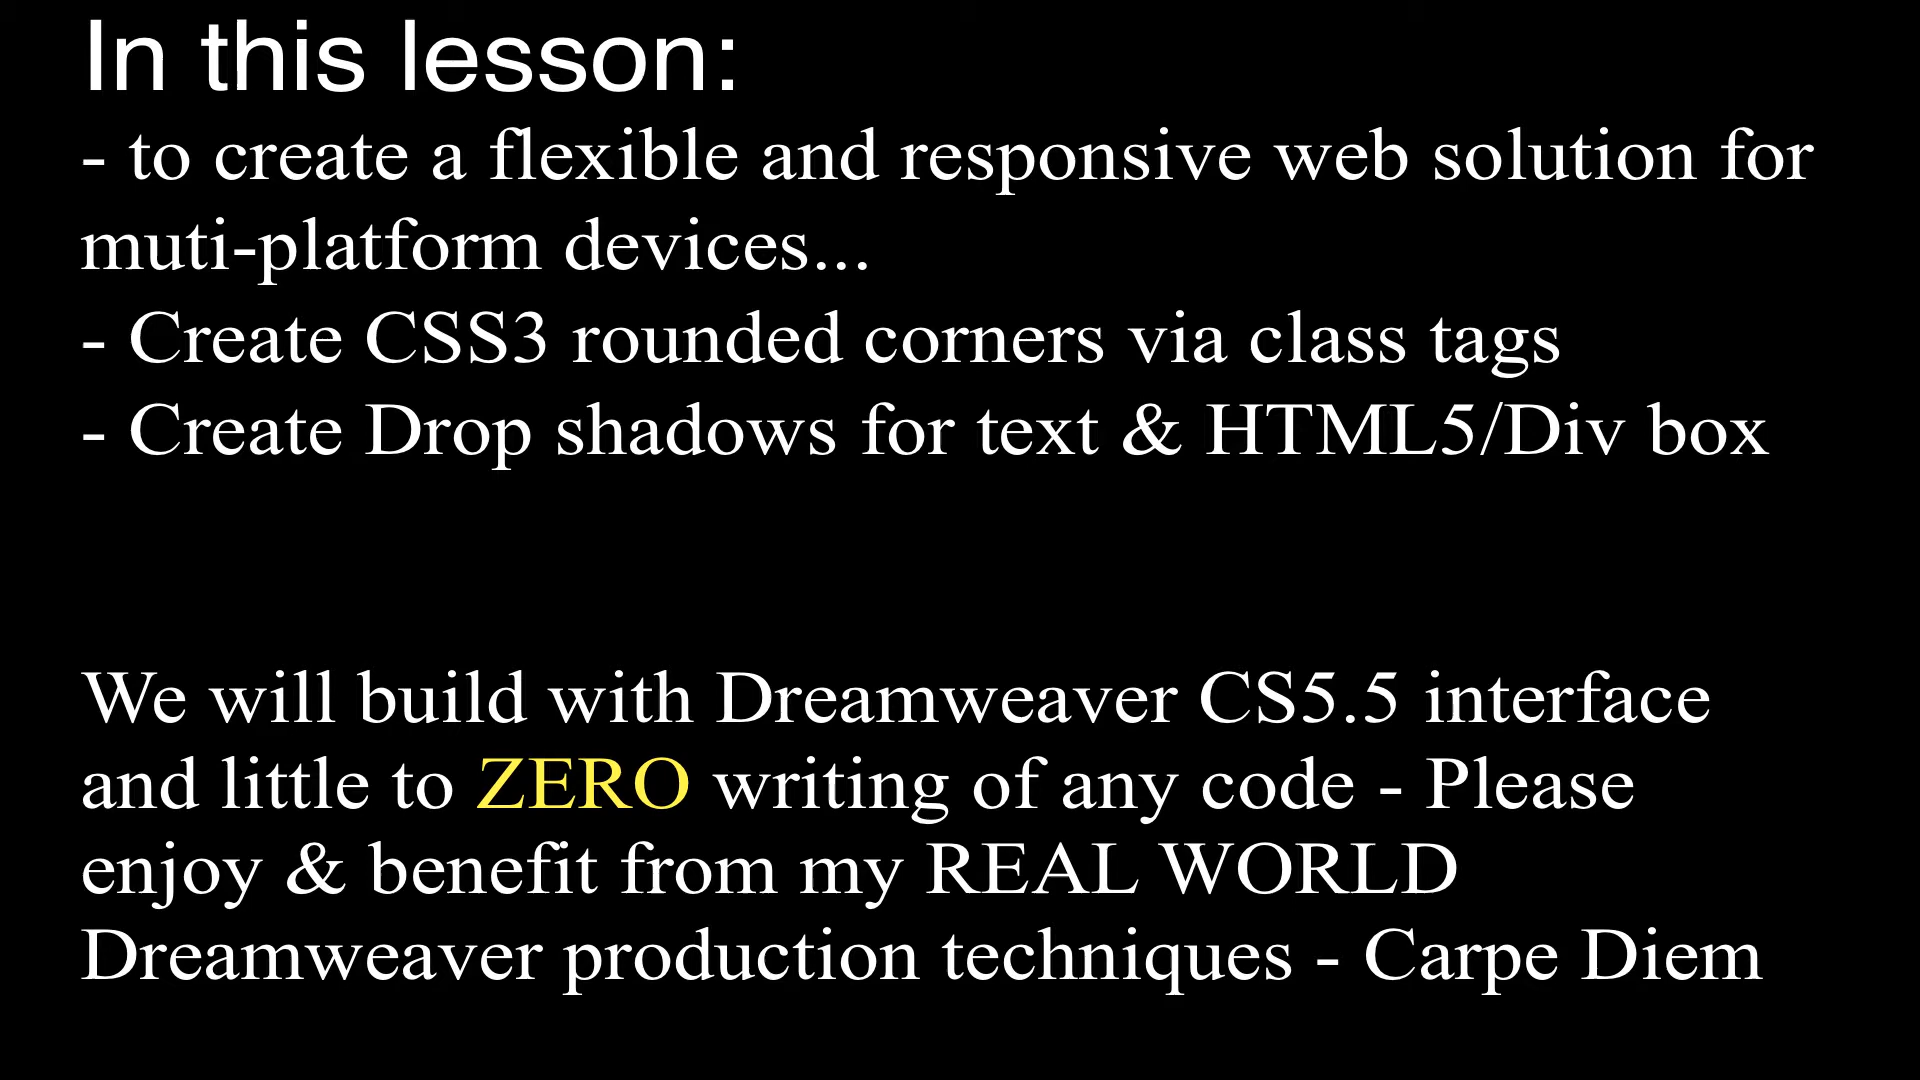 In this lesson:
- to create a flexible and responsive web solution for
muti-platform devices...
- Create CSS3 rounded corners via class tags
- Create Drop shadows for text & HTML5/Div box
We will build with Dreamweaver CS5.5 interface
and little to ZERO writing of any code - Please
enjoy & benefit from my REAL WORLD
Dreamweaver production techniques - Carpe Diem